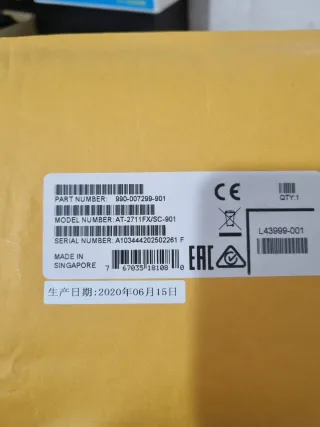 PART NUMBER: 990-007299-901
MODEL NUMBER: AT-2711FX/SC-901
SERIAL NUMBER: A103444202502261 F
MADE IN
SINGAPORE
7 67035 18108 0
CE
EAC
QTY:1
L43999-001
生产日期:2020年06月15日